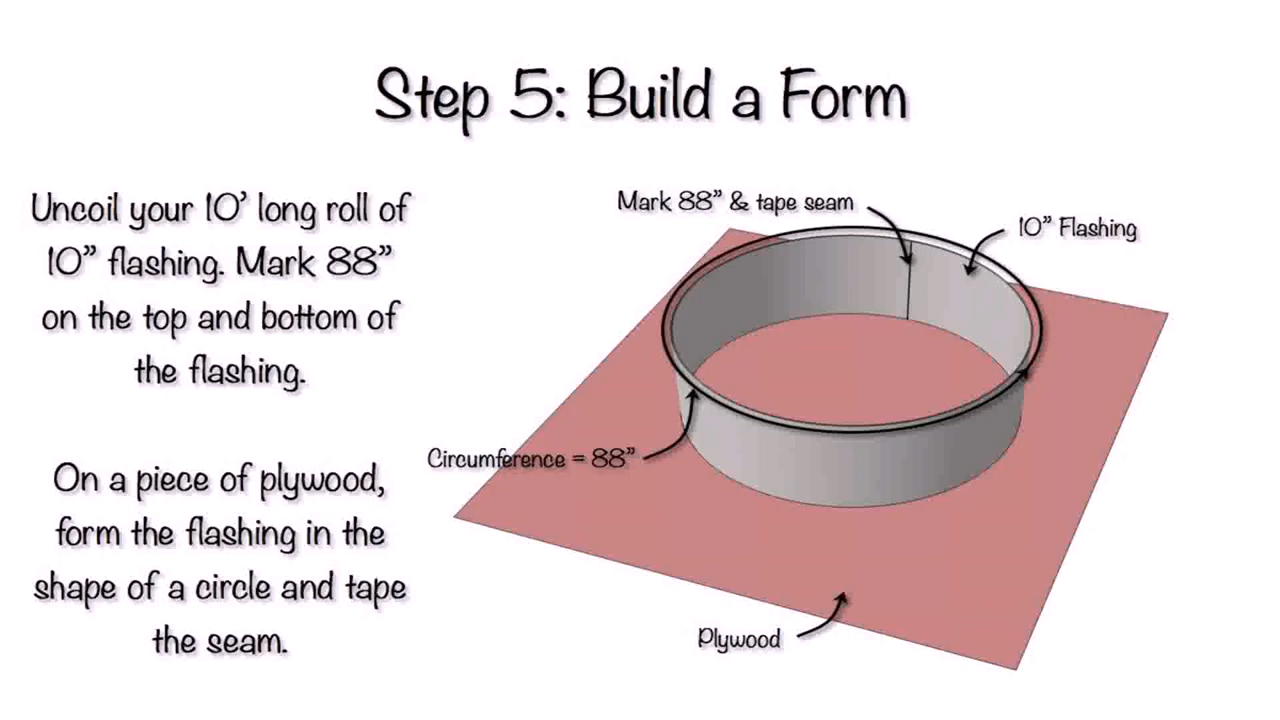 Step 5: Build a Form
Uncoil your 10’ long roll of
10” flashing. Mark 88”
on the top and bottom of
the flashing.
On a piece of plywood,
form the flashing in the
shape of a circle and tape
the seam.
Mark 88” & tape seam
10” Flashing
Circumference = 88”
Plywood